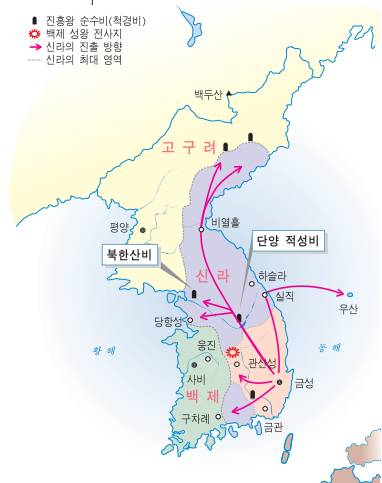 진흥왕 순수비(척경비)
백제 성왕 전사지
신라의 진출 방향
신라의 최대 영역
백두산
고구려
평양
비열홀
단양 적성비
북한산비
신라
하슬라
실직
우산
당항성
웅진
관산성
황해
동해
사비
금성
백제
구차례
금관